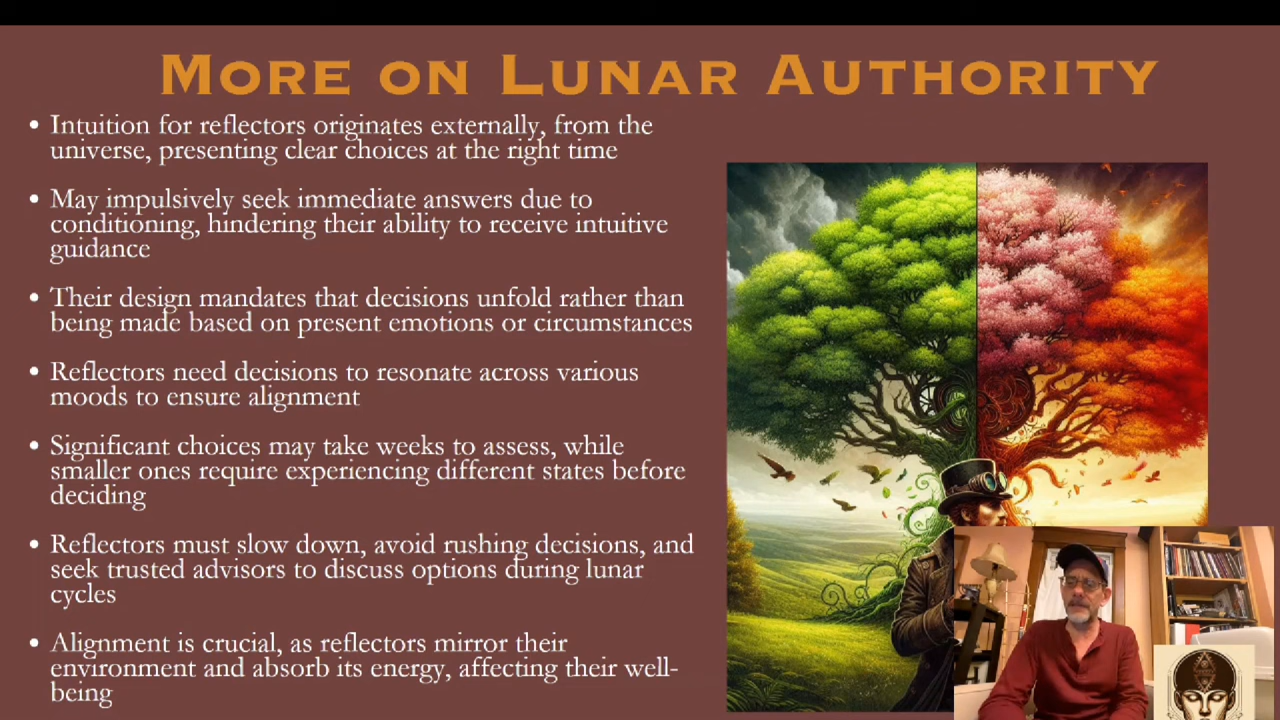 MORE ON LUNAR AUTHORITY
• Intuition for reflectors originates externally, from the
universe, presenting clear choices at the right time
• May impulsively seek immediate answers due to
conditioning, hindering their ability to receive intuitive
guidance
• Their design mandates that decisions unfold rather than
being made based on present emotions or circumstances
• Reflectors need decisions to resonate across various
moods to ensure alignment
• Significant choices may take weeks to assess, while
smaller ones require experiencing different states before
deciding
• Reflectors must slow down, avoid rushing decisions, and
seek trusted advisors to discuss options during lunar
cycles
• Alignment is crucial, as reflectors mirror their
environment and absorb its energy, affecting their well-
being